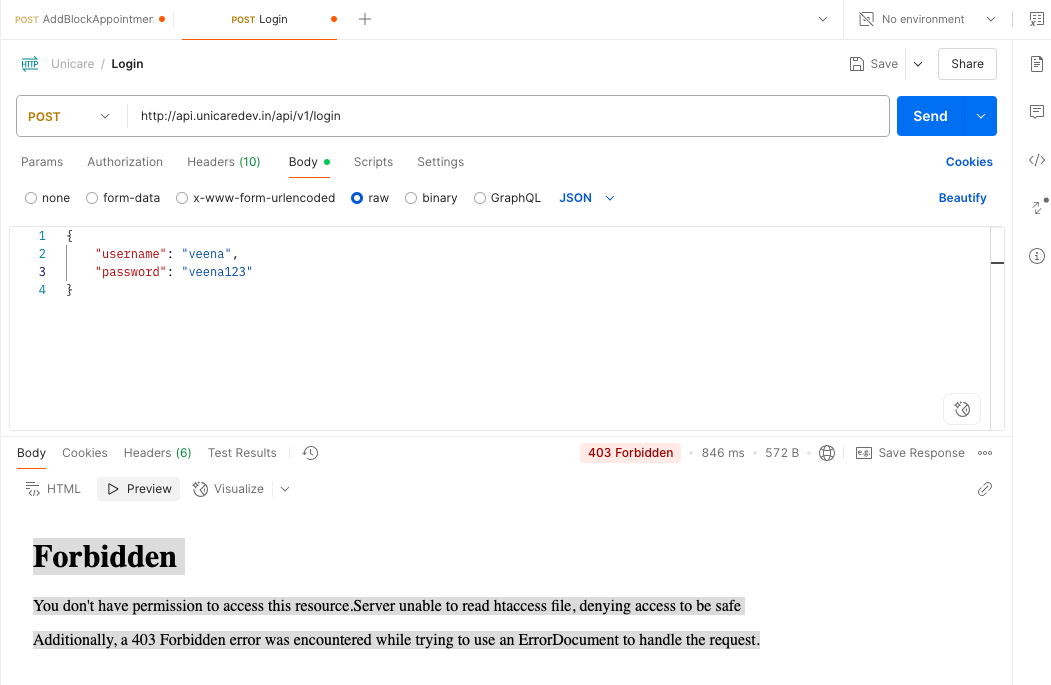 POST AddBlockAppointmen
POST Login
No environment
HTTP Unicare / Login
Save
Share
POST
http://api.unicaredev.in/api/v1/login
Send
Params Authorization Headers (10) Body Scripts Settings Cookies
none form-data x-www-form-urlencoded raw binary GraphQL JSON Beautify
1 {
2 "username": "veena",
3 "password": "veena123"
4 }
Body Cookies Headers (6) Test Results 403 Forbidden 846 ms 572 B e.g. Save Response
HTML Preview Visualize
Forbidden
You don't have permission to access this resource.Server unable to read htaccess file, denying access to be safe
Additionally, a 403 Forbidden error was encountered while trying to use an ErrorDocument to handle the request.